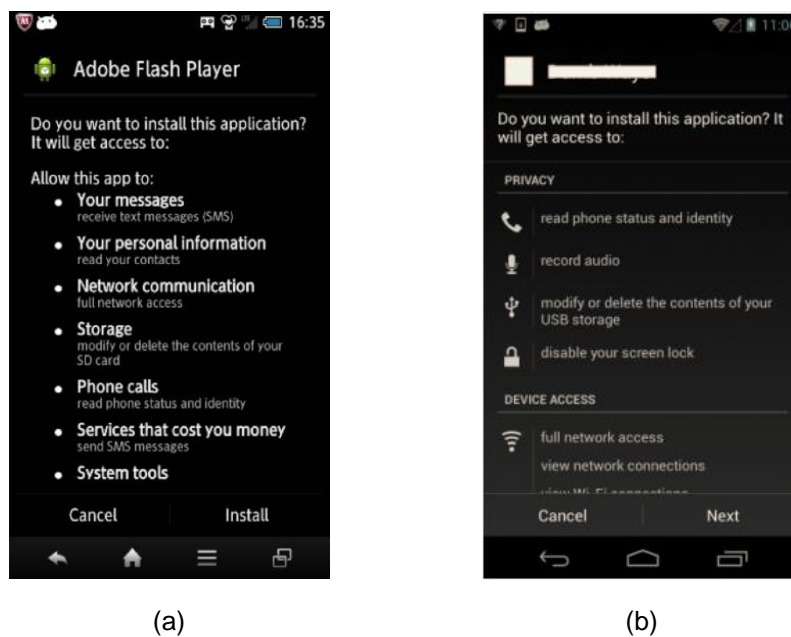 16:35
Adobe Flash Player
Do you want to install this application?
It will get access to:
Allow this app to:
Your messages
receive text messages (SMS)
Your personal information
read your contacts
Network communication
full network access
Storage
modify or delete the contents of your
SD card
Phone calls
read phone status and identity
Services that cost you money
send SMS messages
System tools
Cancel Install
(a)
Do you want to install this application? It
will get access to:
PRIVACY
read phone status and identity
record audio
modify or delete the contents of your
USB storage
disable your screen lock
DEVICE ACCESS
full network access
view network connections
view Wi-Fi connections
Cancel Next
(b)